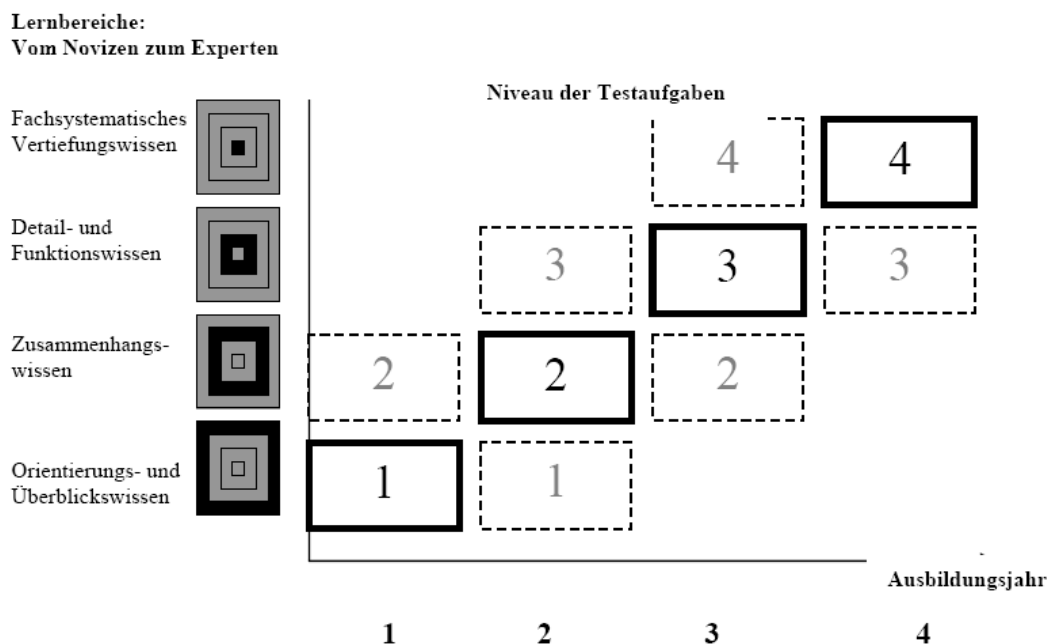 Lernbereiche:
Vom Novizen zum Experten
Niveau der Testaufgaben
Fachsystematisches
Vertiefungswissen
4
4
Detail- und
Funktionswissen
3
3
3
Zusammenhangs-
wissen
2
2
2
Orientierungs- und
Überblickswissen
1
1
Ausbildungsjahr
1
2
3
4